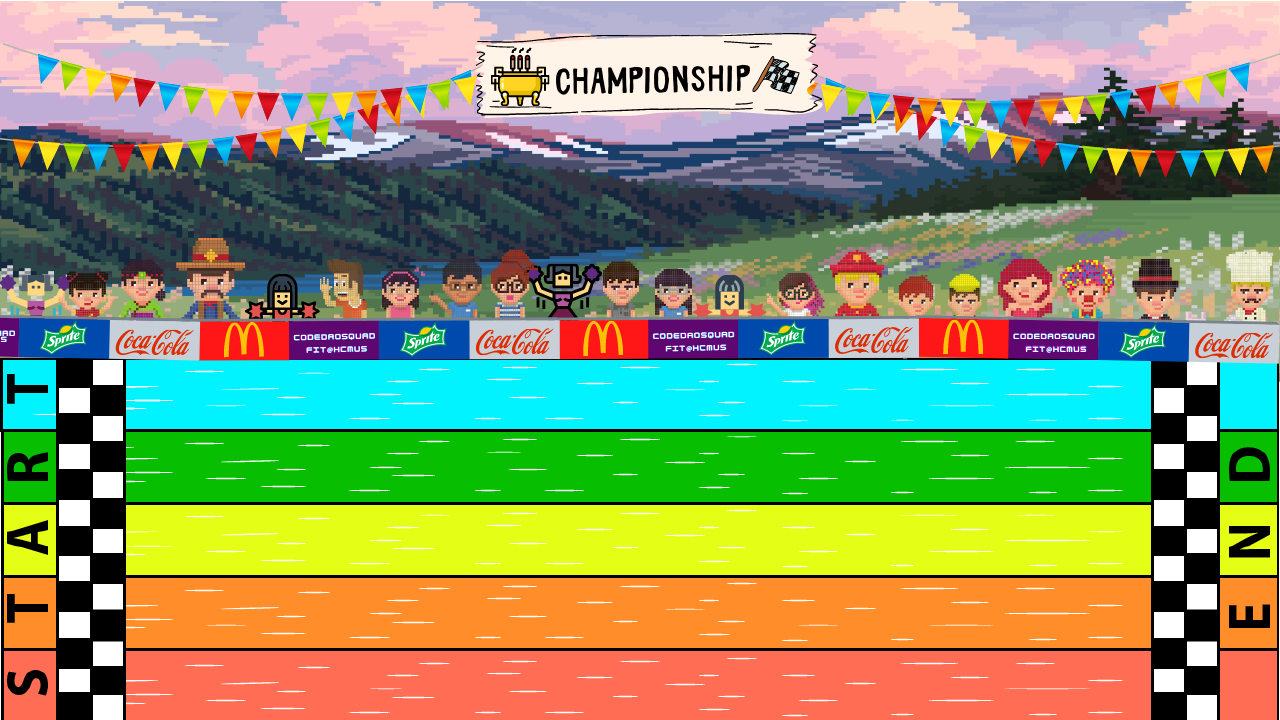 CHAMPIONSHIP
Sprite
Coca-Cola
CODEDAOSQUAD
FIT@HCMUS
Sprite
Coca-Cola
CODEDAOSQUAD
FIT@HCMUS
Sprite
Coca-Cola
CODEDAOSQUAD
FIT@HCMUS
Sprite
Coca-Cola
START
END